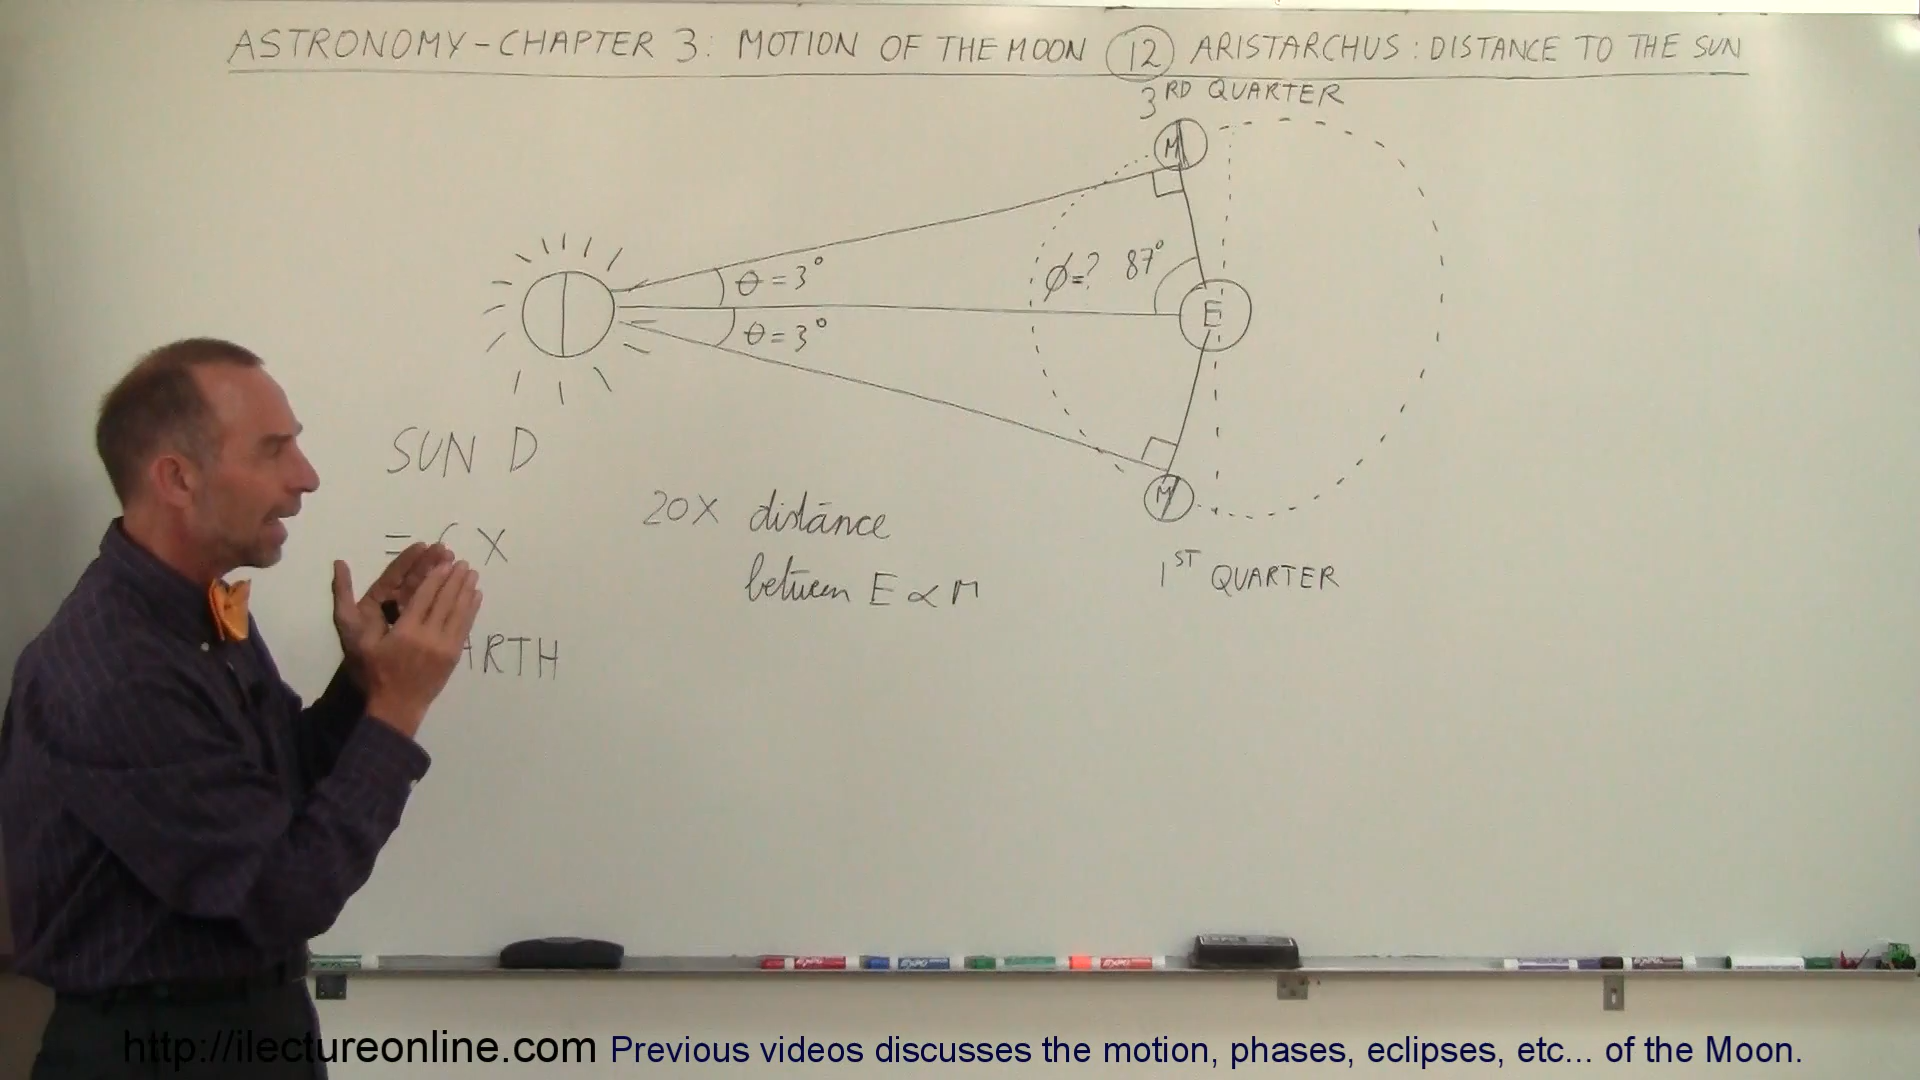 ASTRONOMY - CHAPTER 3: MOTION OF THE MOON 12 ARISTARCHUS: DISTANCE TO THE SUN
3RD QUARTER
M
θ = 3°
φ = ? 87°
E
θ = 3°
SUN D
20X distance
= 6 X
between E ∝ M
M
1ST QUARTER
ARTH
http://ilectureonline.com Previous videos discusses the motion, phases, eclipses, etc... of the Moon.